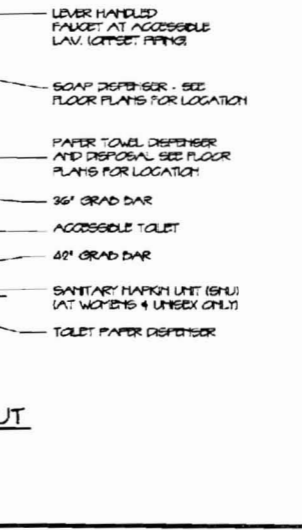 LEVER HANDLED
FAUCET AT ACCESSIBLE
LAV. (OFFSET PIPING)
SOAP DISPENSER - SEE
FLOOR PLANS FOR LOCATION
PAPER TOWEL DISPENSER
AND DISPOSAL SEE FLOOR
PLANS FOR LOCATION
36" GRAB BAR
ACCESSIBLE TOILET
42" GRAB BAR
SANITARY NAPKIN UNIT (SNU)
(AT WOMENS & UNISEX ONLY)
TOILET PAPER DISPENSER
UT